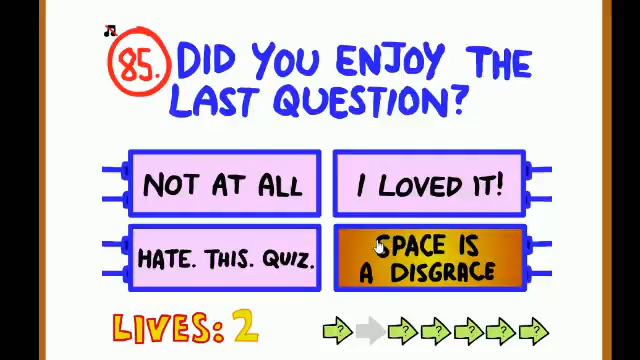 85. DID YOU ENJOY THE
LAST QUESTION?
NOT AT ALL
I LOVED IT!
HATE. THIS. QUIZ.
SPACE IS
A DISGRACE
LIVES: 2
? ? ? ? ? ?